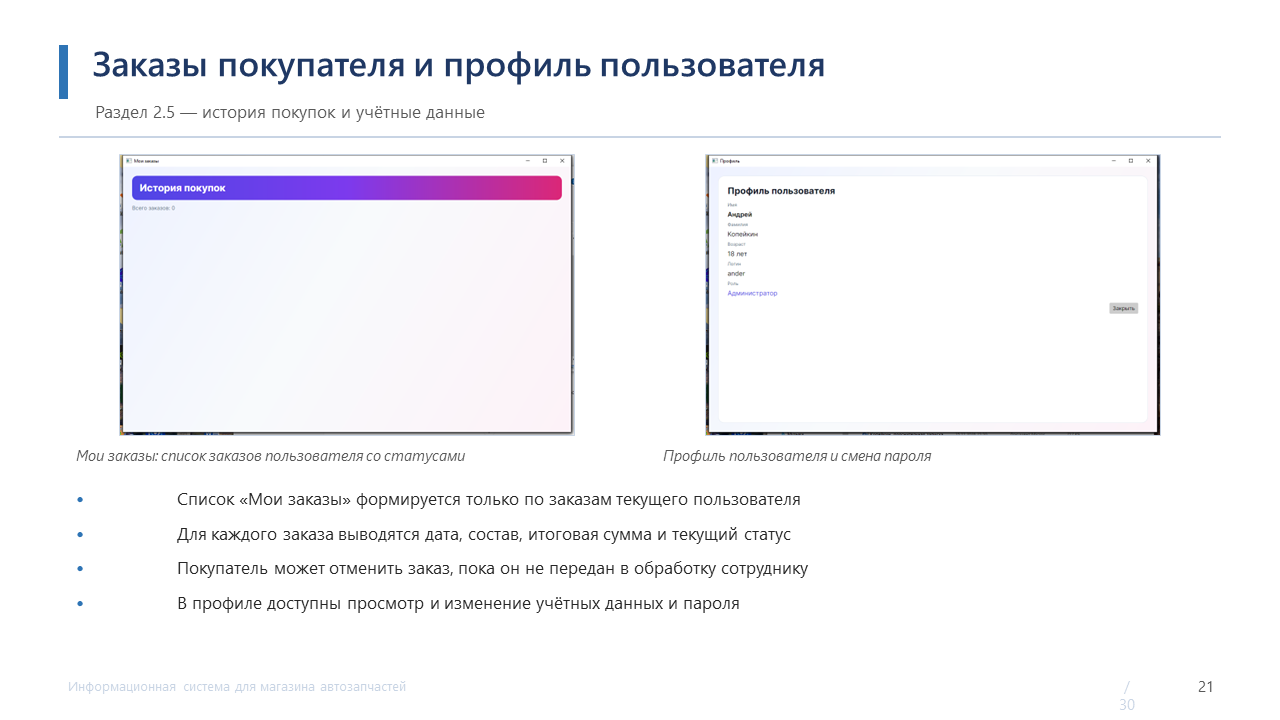 Заказы покупателя и профиль пользователя
Раздел 2.5 — история покупок и учётные данные
Мои заказы
История покупок
Всего заказов: 0
Профиль
Профиль пользователя
Имя
Андрей
Фамилия
Копейкин
Возраст
18 лет
Логин
ander
Роль
Администратор
Закрыть
Мои заказы: список заказов пользователя со статусами
Профиль пользователя и смена пароля
• Список «Мои заказы» формируется только по заказам текущего пользователя
• Для каждого заказа выводятся дата, состав, итоговая сумма и текущий статус
• Покупатель может отменить заказ, пока он не передан в обработку сотруднику
• В профиле доступны просмотр и изменение учётных данных и пароля
Информационная система для магазина автозапчастей
/
30
21